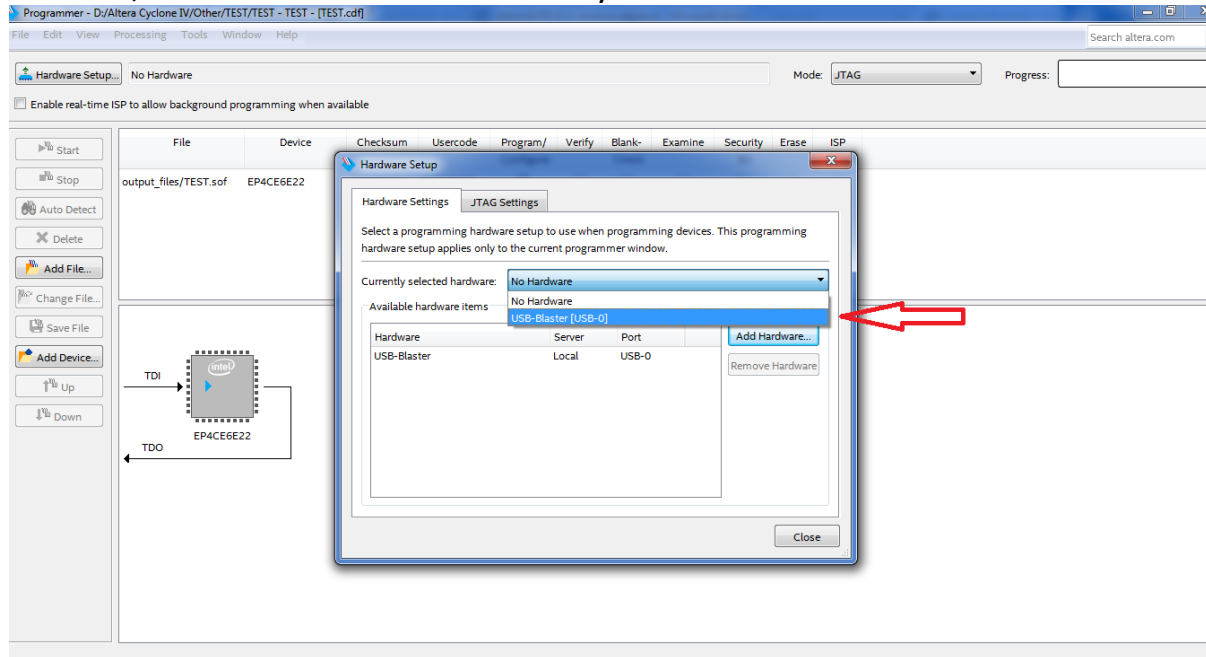 Programmer - D:/Altera Cyclone IV/Other/TEST/TEST - TEST - [TEST.cdf]
File Edit View Processing Tools Window Help
Search altera.com
Hardware Setup... No Hardware
Mode: JTAG
Progress:
Enable real-time ISP to allow background programming when available
File Device Checksum Usercode Program/ Verify Blank- Examine Security Erase ISP
Start
Stop
Auto Detect
Delete
Add File...
Change File...
Save File
Add Device...
Up
Down
output_files/TEST.sof EP4CE6E22
Hardware Setup
Hardware Settings JTAG Settings
Select a programming hardware setup to use when programming devices. This programming
hardware setup applies only to the current programmer window.
Currently selected hardware: No Hardware
No Hardware
USB-Blaster [USB-0]
Available hardware items
Hardware Server Port
USB-Blaster Local USB-0
Add Hardware...
Remove Hardware
Close
TDI
intel
EP4CE6E22
TDO